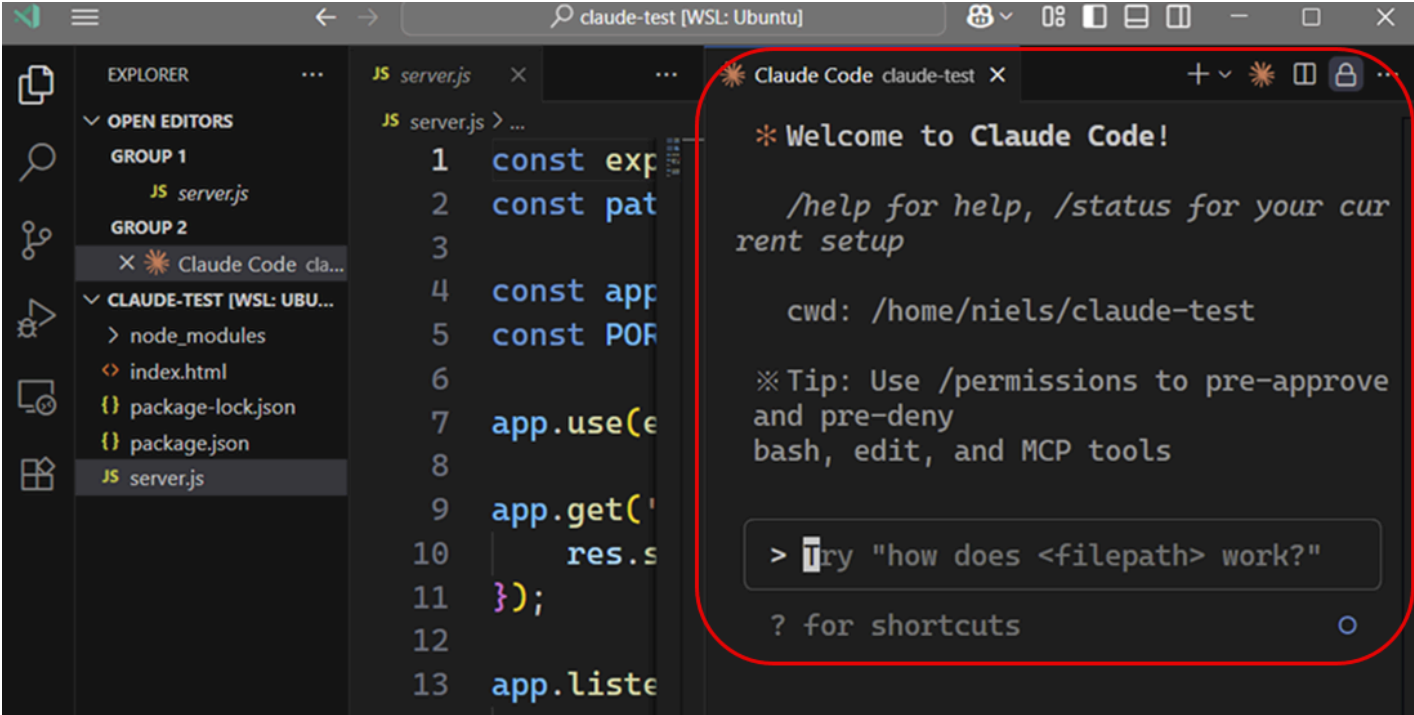 claude-test [WSL: Ubuntu]
EXPLORER
OPEN EDITORS
GROUP 1
JS server.js
GROUP 2
Claude Code cla...
CLAUDE-TEST [WSL: UBU...
node_modules
index.html
{} package-lock.json
{} package.json
JS server.js
JS server.js
JS server.js > ...
1 const exp
2 const pat
3
4 const app
5 const POR
6
7 app.use(e
8
9 app.get('
10 res.s
11 });
12
13 app.liste
Claude Code claude-test
* Welcome to Claude Code!
/help for help, /status for your cur
rent setup
cwd: /home/niels/claude-test
※ Tip: Use /permissions to pre-approve
and pre-deny
bash, edit, and MCP tools
> Try "how does <filepath> work?"
? for shortcuts